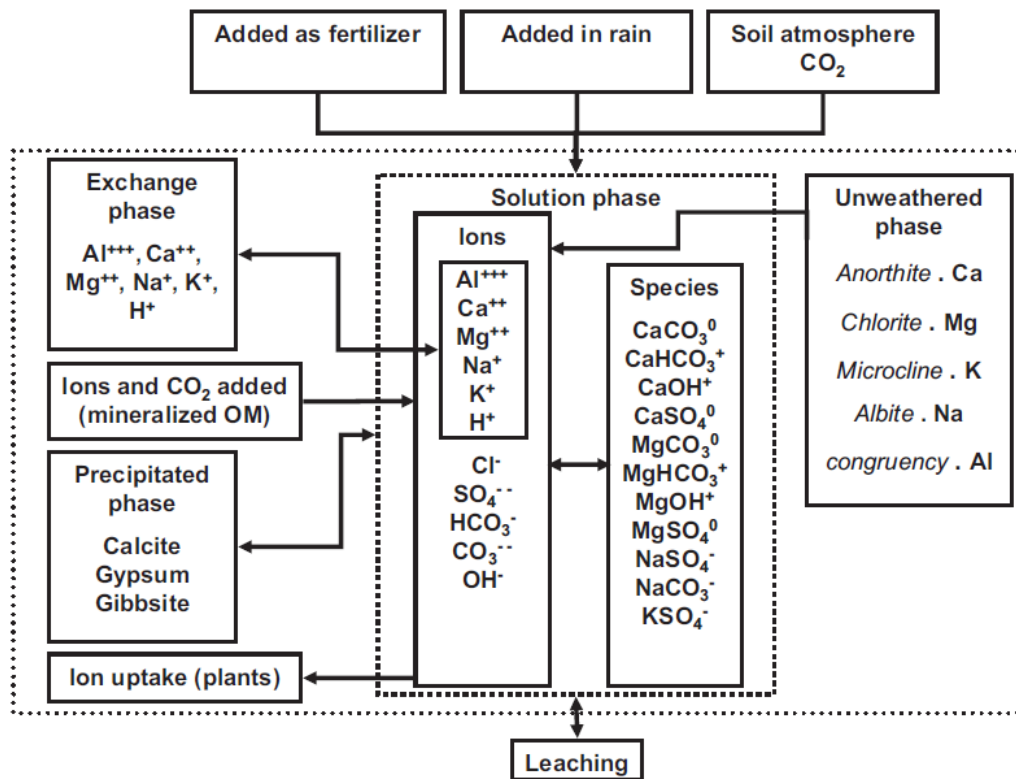 Added as fertilizer
Added in rain
Soil atmosphere
CO₂
Exchange
phase
Al⁺⁺⁺, Ca⁺⁺,
Mg⁺⁺, Na⁺, K⁺,
H⁺
Ions and CO₂ added
(mineralized OM)
Precipitated
phase
Calcite
Gypsum
Gibbsite
Ion uptake (plants)
Solution phase
Ions
Al⁺⁺⁺
Ca⁺⁺
Mg⁺⁺
Na⁺
K⁺
H⁺
Cl⁻
SO₄⁻⁻
HCO₃⁻
CO₃⁻⁻
OH⁻
Species
CaCO₃⁰
CaHCO₃⁺
CaOH⁺
CaSO₄⁰
MgCO₃⁰
MgHCO₃⁺
MgOH⁺
MgSO₄⁰
NaSO₄⁻
NaCO₃⁻
KSO₄⁻
Unweathered
phase
Anorthite . Ca
Chlorite . Mg
Microcline . K
Albite . Na
congruency . Al
Leaching